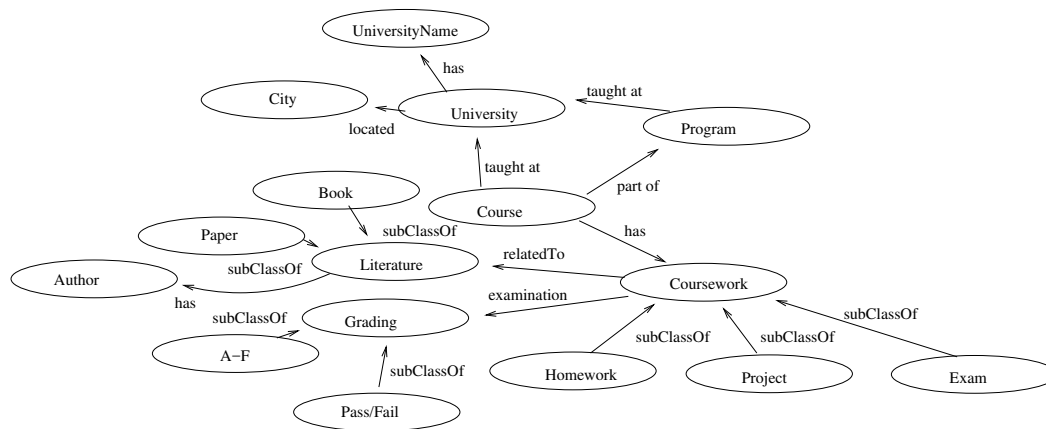 UniversityName
has
taught at
City
University
located
Program
taught at
part of
Book
Course
Paper
subClassOf
has
relatedTo
Author
subClassOf
Literature
Coursework
has
examination
subClassOf
Grading
subClassOf
A−F
subClassOf
subClassOf
subClassOf
Homework
Project
Exam
Pass/Fail